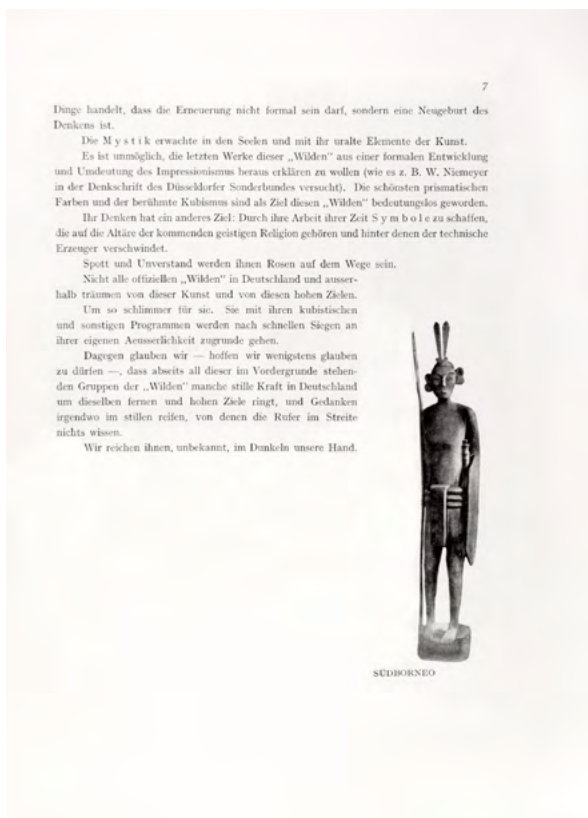 7
Dinge handelt, dass die Erneuerung nicht formal sein darf, sondern eine Neugeburt des
Denkens ist.
Die M y s t i k erwachte in den Seelen und mit ihr uralte Elemente der Kunst.
Es ist unmöglich, die letzten Werke dieser „Wilden“ aus einer formalen Entwicklung
und Umdeutung des Impressionismus heraus erklären zu wollen (wie es z. B. W. Niemeyer
in der Denkschrift des Düsseldorfer Sonderbundes versucht). Die schönsten prismatischen
Farben und der berühmte Kubismus sind als Ziel diesen „Wilden“ bedeutungslos geworden.
Ihr Denken hat ein anderes Ziel: Durch ihre Arbeit ihrer Zeit S y m b o l e zu schaffen,
die auf die Altäre der kommenden geistigen Religion gehören und hinter denen der technische
Erzeuger verschwindet.
Spott und Unverstand werden ihnen Rosen auf dem Wege sein.
Nicht alle offiziellen „Wilden“ in Deutschland und ausser-
halb träumen von dieser Kunst und von diesen hohen Zielen.
Um so schlimmer für sie. Sie mit ihren kubistischen
und sonstigen Programmen werden nach schnellen Siegen an
ihrer eigenen Aeusserlichkeit zugrunde gehen.
Dagegen glauben wir — hoffen wir wenigstens glauben
zu dürfen —, dass abseits all dieser im Vordergrunde stehen-
den Gruppen der „Wilden“ manche stille Kraft in Deutschland
um dieselben fernen und hohen Ziele ringt, und Gedanken
irgendwo im stillen reifen, von denen die Rufer im Streite
nichts wissen.
Wir reichen ihnen, unbekannt, im Dunkeln unsere Hand.
SÜDBORNEO